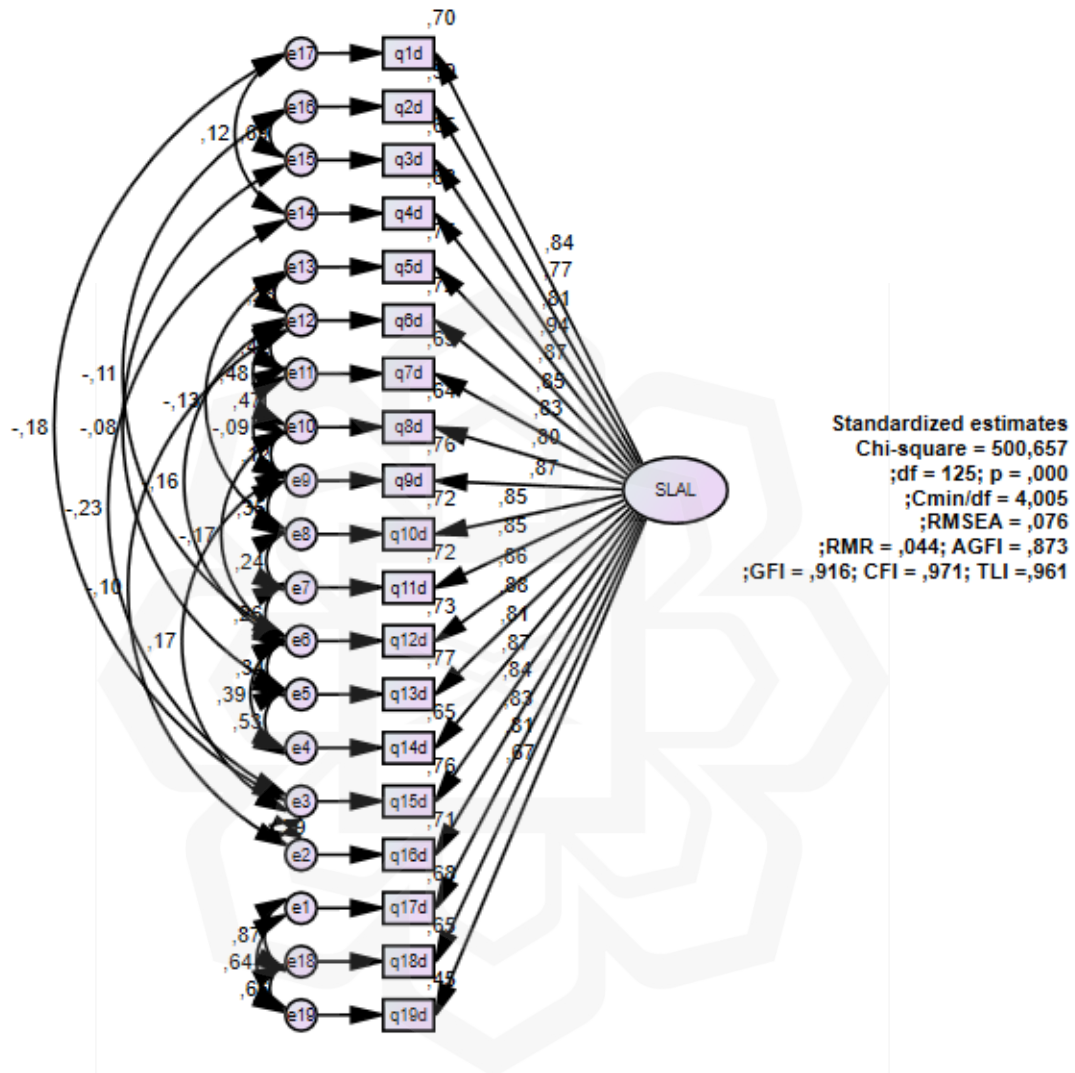 ,70
e17
q1d
e16
q2d
,12
e15
q3d
e14
q4d
,84
e13
q5d
,77
,81
e12
q6d
,94
,87
e11
q7d
-,11
,48
,85
-,13
,64
,47
,83
-,18
-,08
-,09
e10
q8d
,80
,76
,87
Standardized estimates
Chi-square = 500,657
;df = 125; p = ,000
;Cmin/df = 4,005
;RMSEA = ,076
;RMR = ,044; AGFI = ,873
;GFI = ,916; CFI = ,971; TLI =,961
e9
q9d
SLAL
,16
,72
,85
-,23
e8
q10d
,85
-,17
,72
,86
,24
-,10
e7
q11d
,88
,73
,81
e6
q12d
,17
,87
,77
,84
,39
e5
q13d
,83
,65
,53
,81
e4
q14d
,67
,76
e3
q15d
,71
e2
q16d
,68
e1
q17d
,87
,65
,64
e18
q18d
,45
e19
q19d